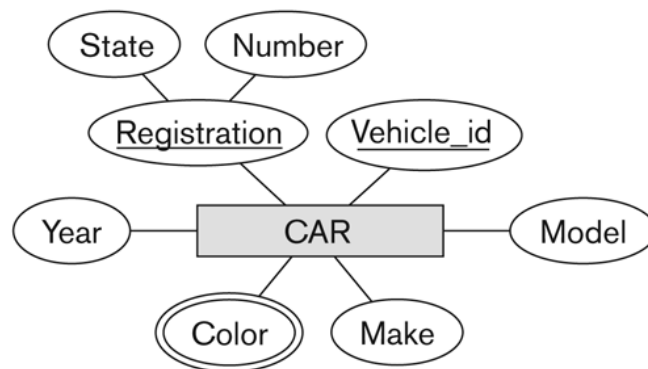 State
Number
Registration
Vehicle_id
Year
CAR
Model
Color
Make